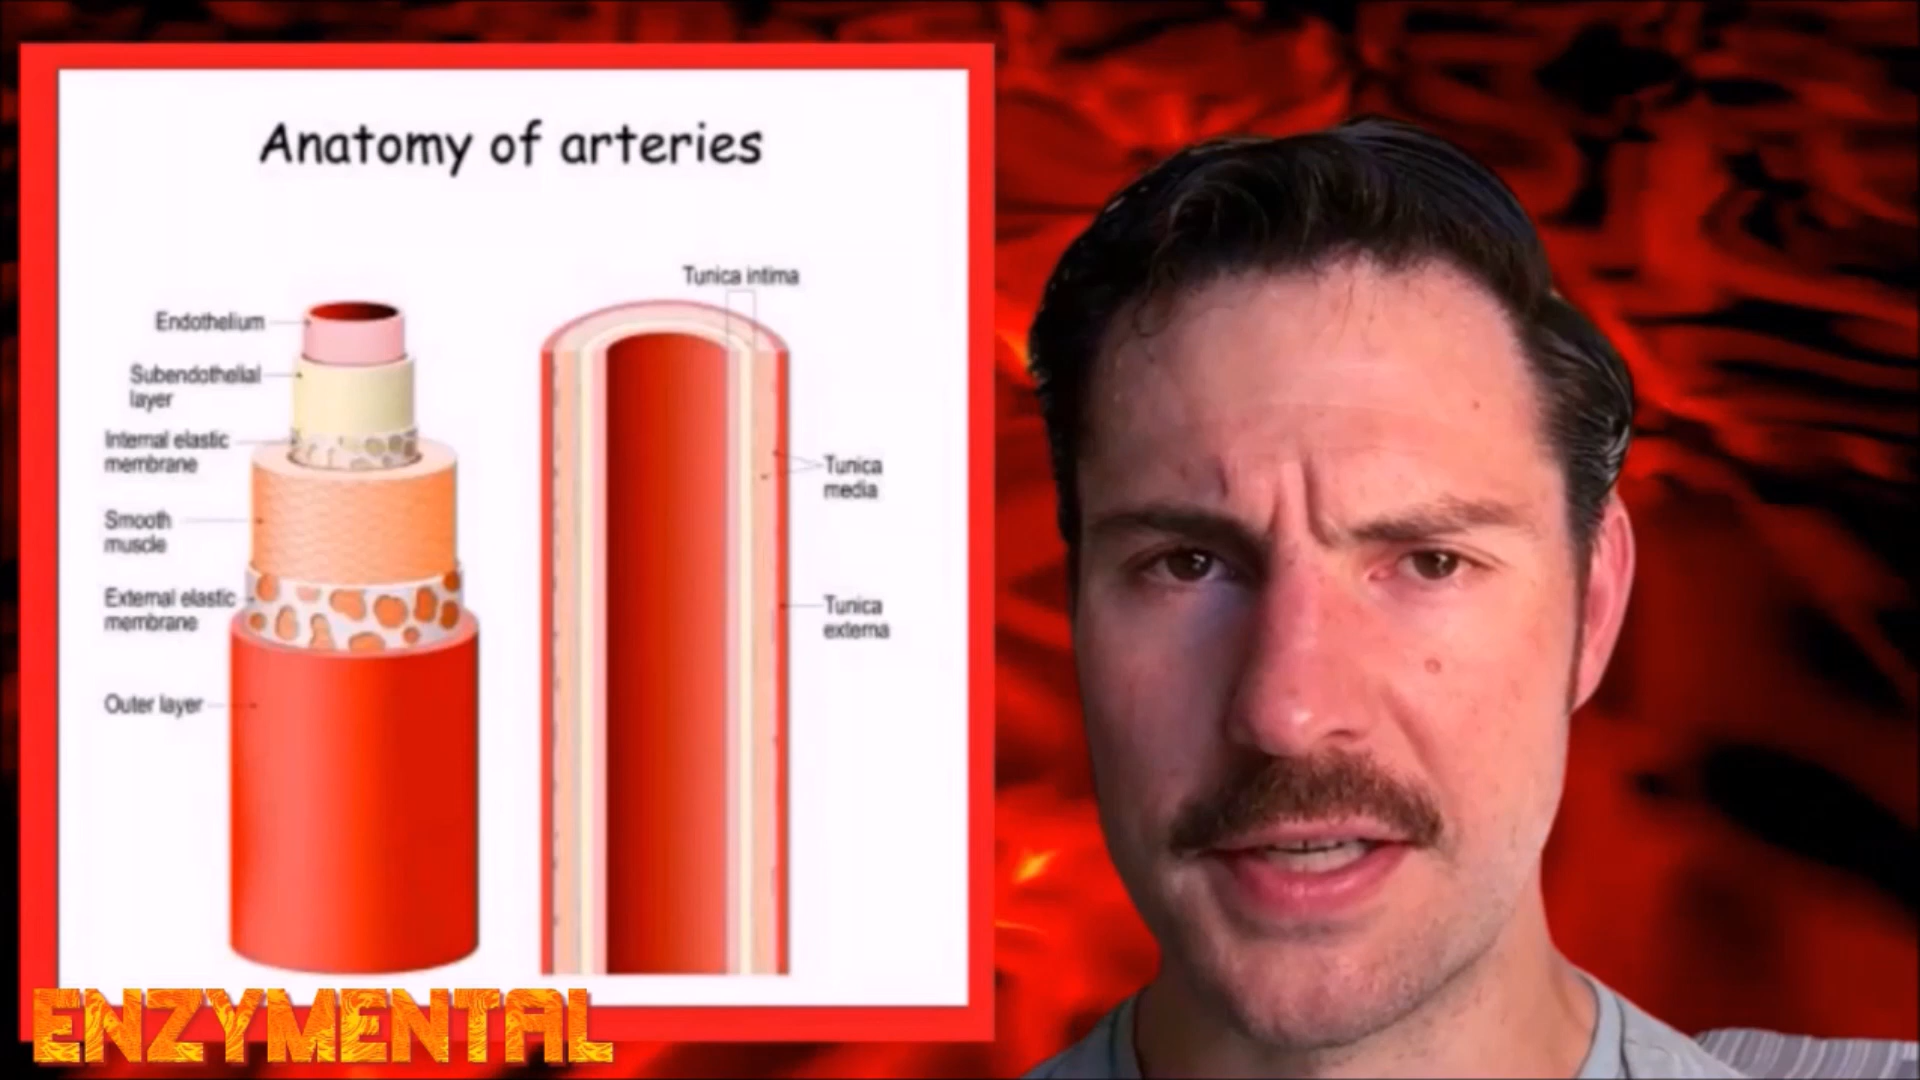 Anatomy of arteries
Tunica intima
Endothelium
Subendothelial
layer
Internal elastic
membrane
Smooth
muscle
External elastic
membrane
Outer layer
Tunica
media
Tunica
externa
ENZYMENTAL